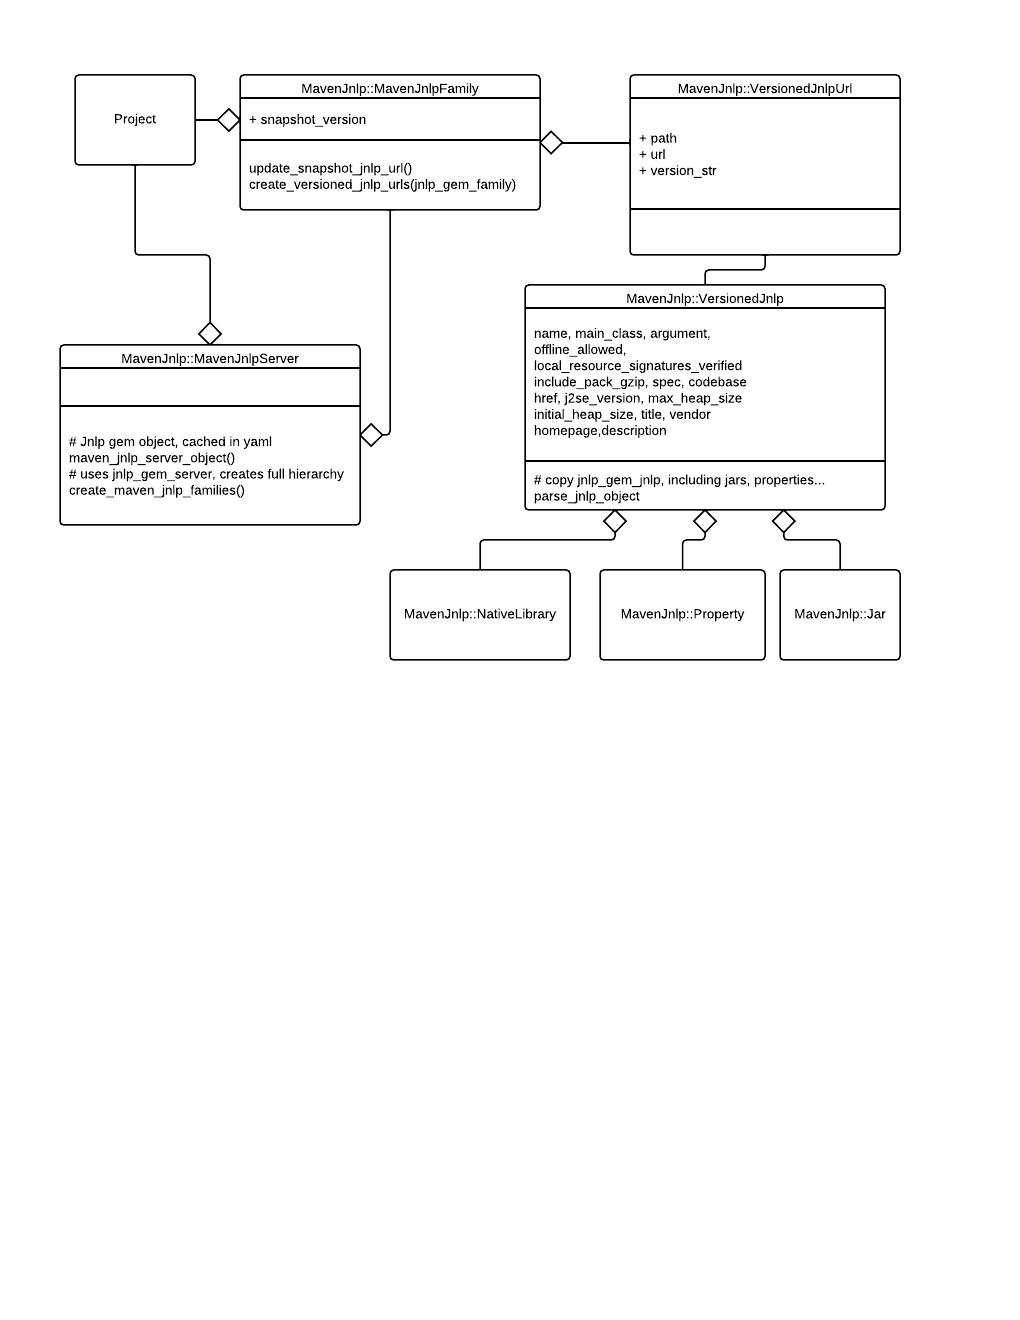 Project
MavenJnlp::MavenJnlpFamily
+ snapshot_version
update_snapshot_jnlp_url()
create_versioned_jnlp_urls(jnlp_gem_family)
MavenJnlp::VersionedJnlpUrl
+ path
+ url
+ version_str
MavenJnlp::MavenJnlpServer
# Jnlp gem object, cached in yaml
maven_jnlp_server_object()
# uses jnlp_gem_server, creates full hierarchy
create_maven_jnlp_families()
MavenJnlp::VersionedJnlp
name, main_class, argument,
offline_allowed,
local_resource_signatures_verified
include_pack_gzip, spec, codebase
href, j2se_version, max_heap_size
initial_heap_size, title, vendor
homepage,description
# copy jnlp_gem_jnlp, including jars, properties...
parse_jnlp_object
MavenJnlp::NativeLibrary
MavenJnlp::Property
MavenJnlp::Jar